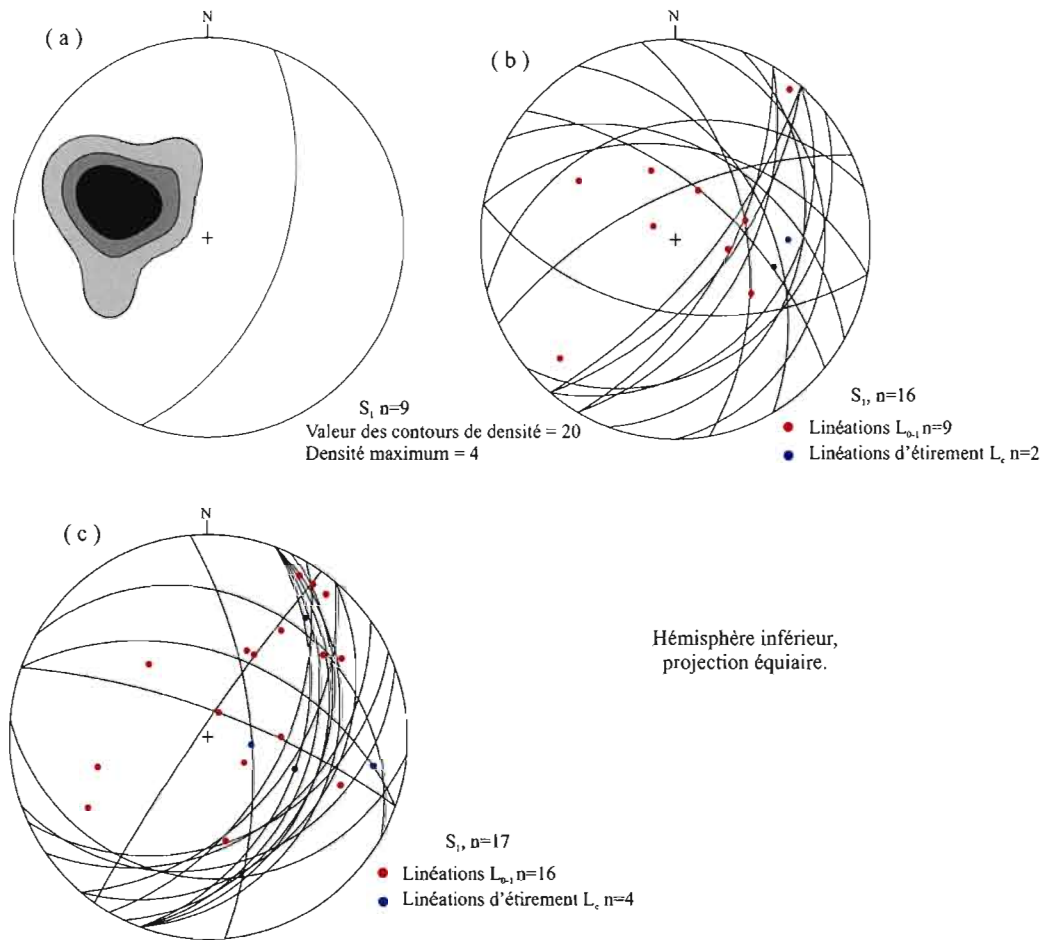 ( a )
N
+
S₁ n=9
Valeur des contours de densité = 20
Densité maximum = 4
( b )
N
+
S₁, n=16
Linéations L₀₋₁ n=9
Linéations d'étirement Lₑ n=2
( c )
N
+
S₁, n=17
Linéations L₀₋₁ n=16
Linéations d'étirement Lₑ n=4
Hémisphère inférieur,
projection équiaire.